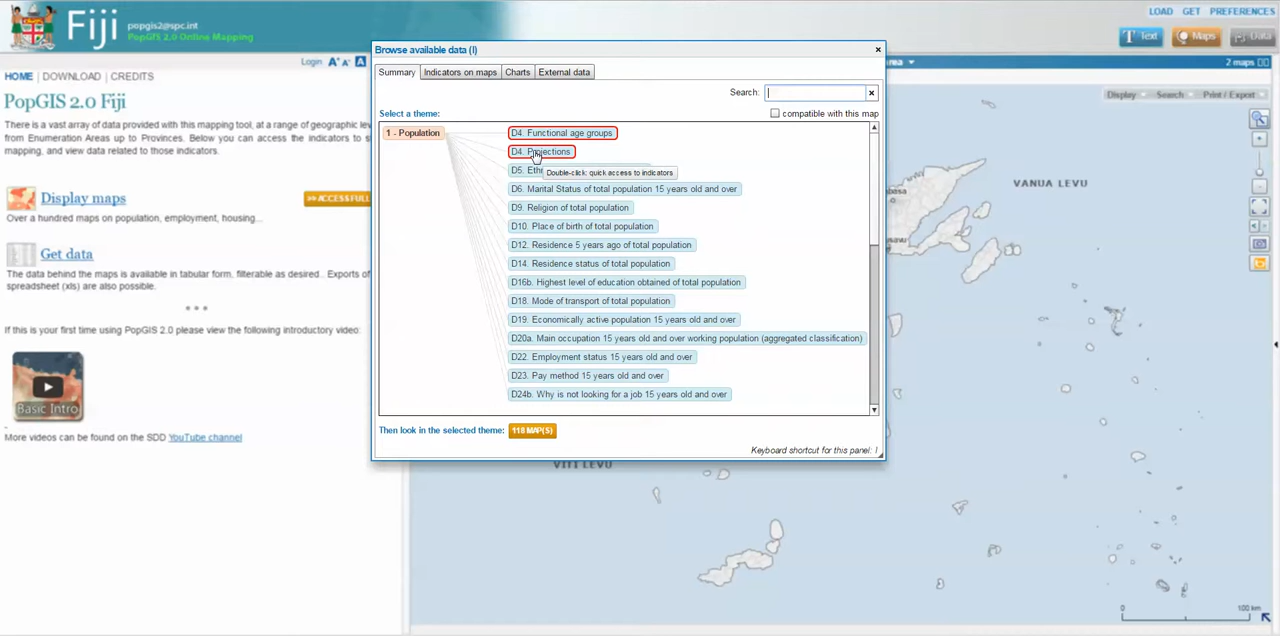 Fiji
popgis2@spc.int
PopGIS 2.0 Online Mapping
LOAD GET PREFERENCES
Text Maps Data
Login A+ A- A
HOME | DOWNLOAD | CREDITS
2 maps
Display Search Print / Export
PopGIS 2.0 Fiji
There is a vast array of data provided with this mapping tool, at a range of geographic
from Enumeration Areas up to Provinces. Below you can access the indicators to s
mapping, and view data related to those indicators.
Display maps
>> ACCESS FULL
Over a hundred maps on population, employment, housing...
Get data
The data behind the maps is available in tabular form, filterable as desired.. Exports of
spreadsheet (xls) are also possible.
If this is your first time using PopGIS 2.0 please view the following introductory video:
Basic Intro
More videos can be found on the SDD YouTube channel
Browse available data (I)
Summary Indicators on maps Charts External data
Search:
Select a theme:
compatible with this map
1 - Population
D4. Functional age groups
D4. Projections
D5. Eth
Double-click: quick access to indicators
D6. Marital Status of total population 15 years old and over
D9. Religion of total population
D10. Place of birth of total population
D12. Residence 5 years ago of total population
D14. Residence status of total population
D16b. Highest level of education obtained of total population
D18. Mode of transport of total population
D19. Economically active population 15 years old and over
D20a. Main occupation 15 years old and over working population (aggregated classification)
D22. Employment status 15 years old and over
D23. Pay method 15 years old and over
D24b. Why is not looking for a job 15 years old and over
Then look in the selected theme: 118 MAP(S)
Keyboard shortcut for this panel: I
VANUA LEVU
VITI LEVU
0 100 km